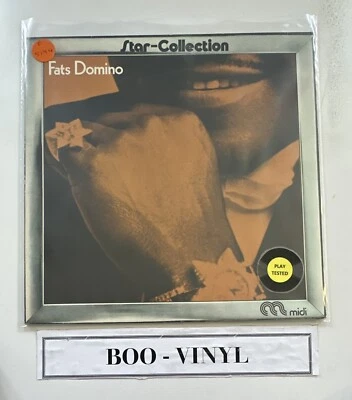 Star-Collection
Fats Domino
PLAY
TESTED
midi
BOO - VINYL